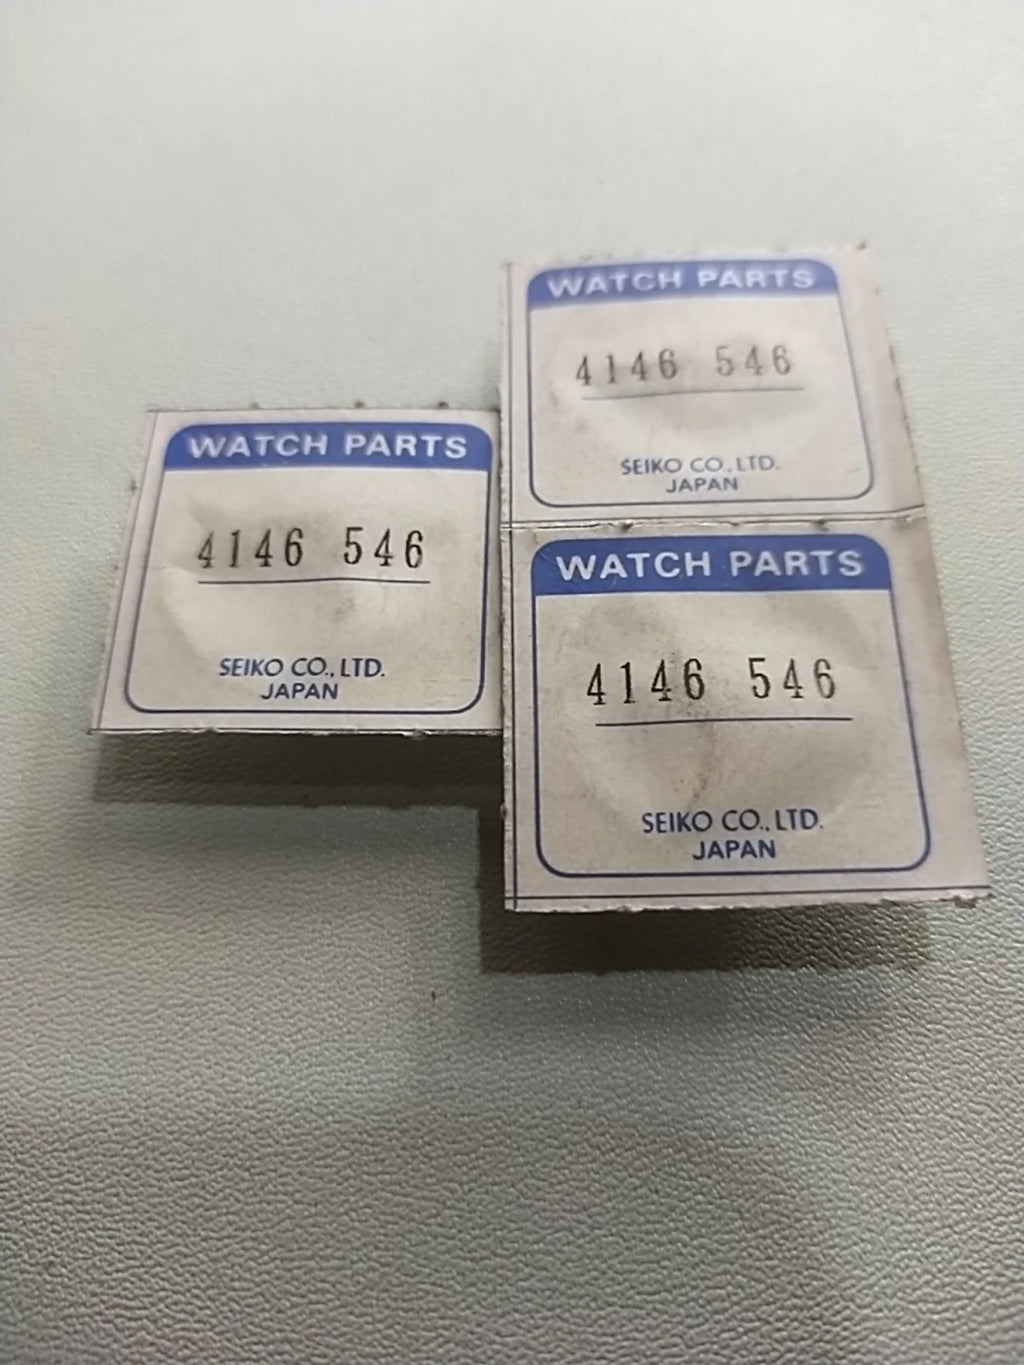 WATCH PARTS
4146 546
SEIKO CO., LTD.
JAPAN
WATCH PARTS
4146 546
SEIKO CO., LTD.
JAPAN
WATCH PARTS
4146 546
SEIKO CO., LTD.
JAPAN